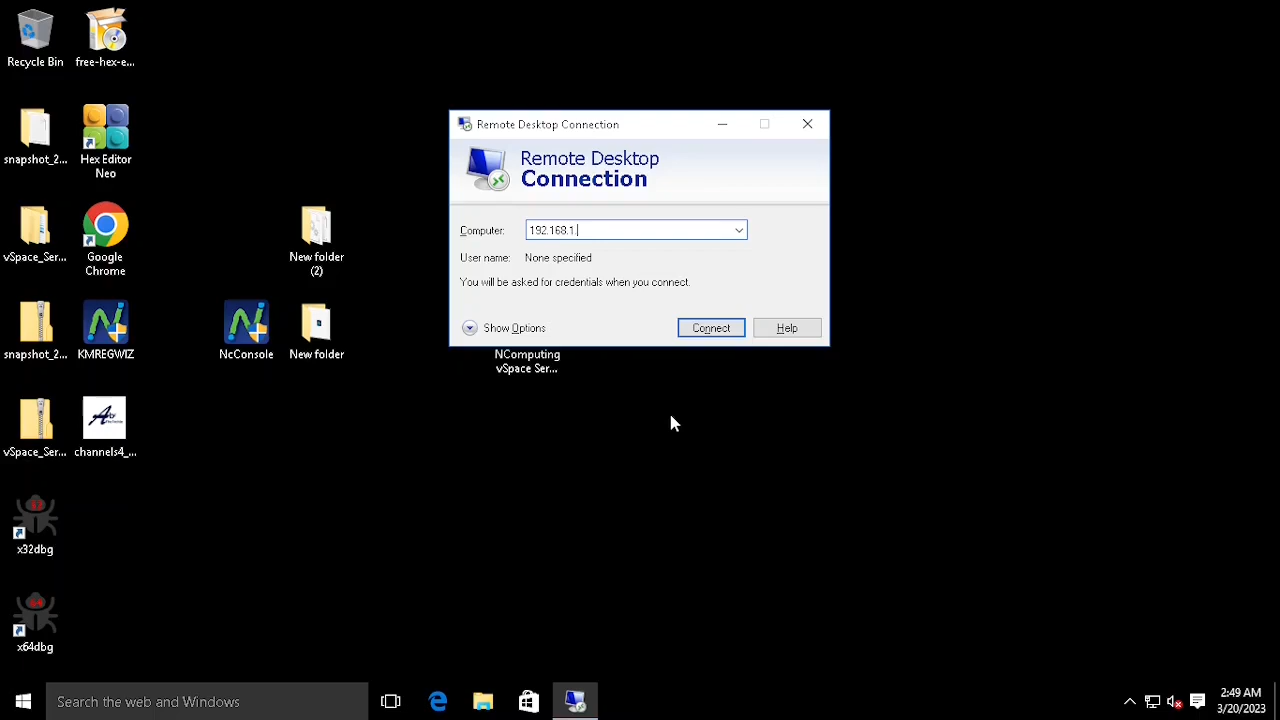 Recycle Bin
free-hex-e...
snapshot_2...
Hex Editor
Neo
vSpace_Ser...
Google
Chrome
New folder
(2)
snapshot_2...
KMREGWIZ
NcConsole
New folder
vSpace_Ser...
channels4_...
x32dbg
x64dbg
64
Remote Desktop Connection
Remote Desktop
Connection
Computer:
192.168.1.
User name:
None specified
You will be asked for credentials when you connect.
Show Options
Connect
Help
NComputing
vSpace Ser...
Search the web and Windows
2:49 AM
3/20/2023